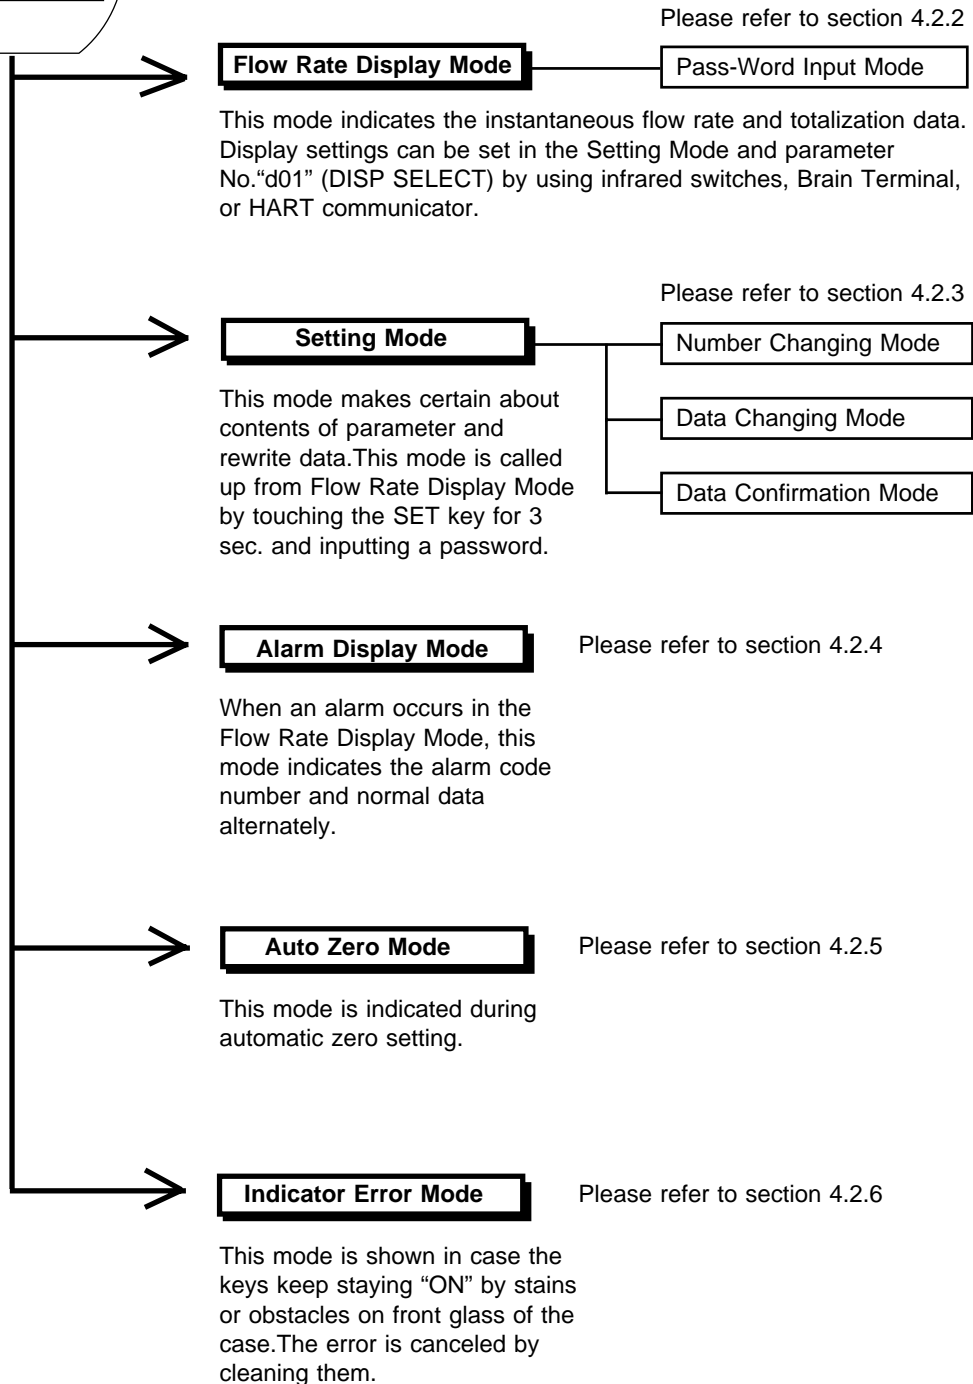 Please refer to section 4.2.2
Flow Rate Display Mode
Pass-Word Input Mode
This mode indicates the instantaneous flow rate and totalization data.
Display settings can be set in the Setting Mode and parameter
No.“d01” (DISP SELECT) by using infrared switches, Brain Terminal,
or HART communicator.
Please refer to section 4.2.3
Setting Mode
Number Changing Mode
Data Changing Mode
Data Confirmation Mode
This mode makes certain about
contents of parameter and
rewrite data.This mode is called
up from Flow Rate Display Mode
by touching the SET key for 3
sec. and inputting a password.
Alarm Display Mode
Please refer to section 4.2.4
When an alarm occurs in the
Flow Rate Display Mode, this
mode indicates the alarm code
number and normal data
alternately.
Auto Zero Mode
Please refer to section 4.2.5
This mode is indicated during
automatic zero setting.
Indicator Error Mode
Please refer to section 4.2.6
This mode is shown in case the
keys keep staying “ON” by stains
or obstacles on front glass of the
case.The error is canceled by
cleaning them.